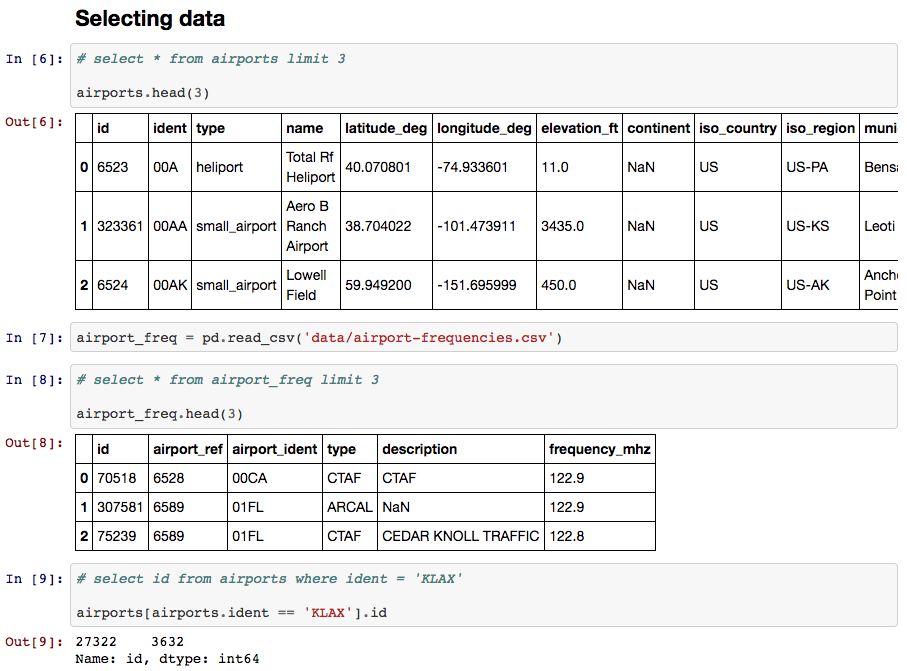 Selecting data
In [6]: # select * from airports limit 3
airports.head(3)
Out[6]:
id ident type name latitude_deg longitude_deg elevation_ft continent iso_country iso_region muni
0 6523 00A heliport Total Rf Heliport 40.070801 -74.933601 11.0 NaN US US-PA Bensa
1 323361 00AA small_airport Aero B Ranch Airport 38.704022 -101.473911 3435.0 NaN US US-KS Leoti
2 6524 00AK small_airport Lowell Field 59.949200 -151.695999 450.0 NaN US US-AK Ancho Point
In [7]: airport_freq = pd.read_csv('data/airport-frequencies.csv')
In [8]: # select * from airport_freq limit 3
airport_freq.head(3)
Out[8]:
id airport_ref airport_ident type description frequency_mhz
0 70518 6528 00CA CTAF CTAF 122.9
1 307581 6589 01FL ARCAL NaN 122.9
2 75239 6589 01FL CTAF CEDAR KNOLL TRAFFIC 122.8
In [9]: # select id from airports where ident = 'KLAX'
airports[airports.ident == 'KLAX'].id
Out[9]: 27322 3632
Name: id, dtype: int64